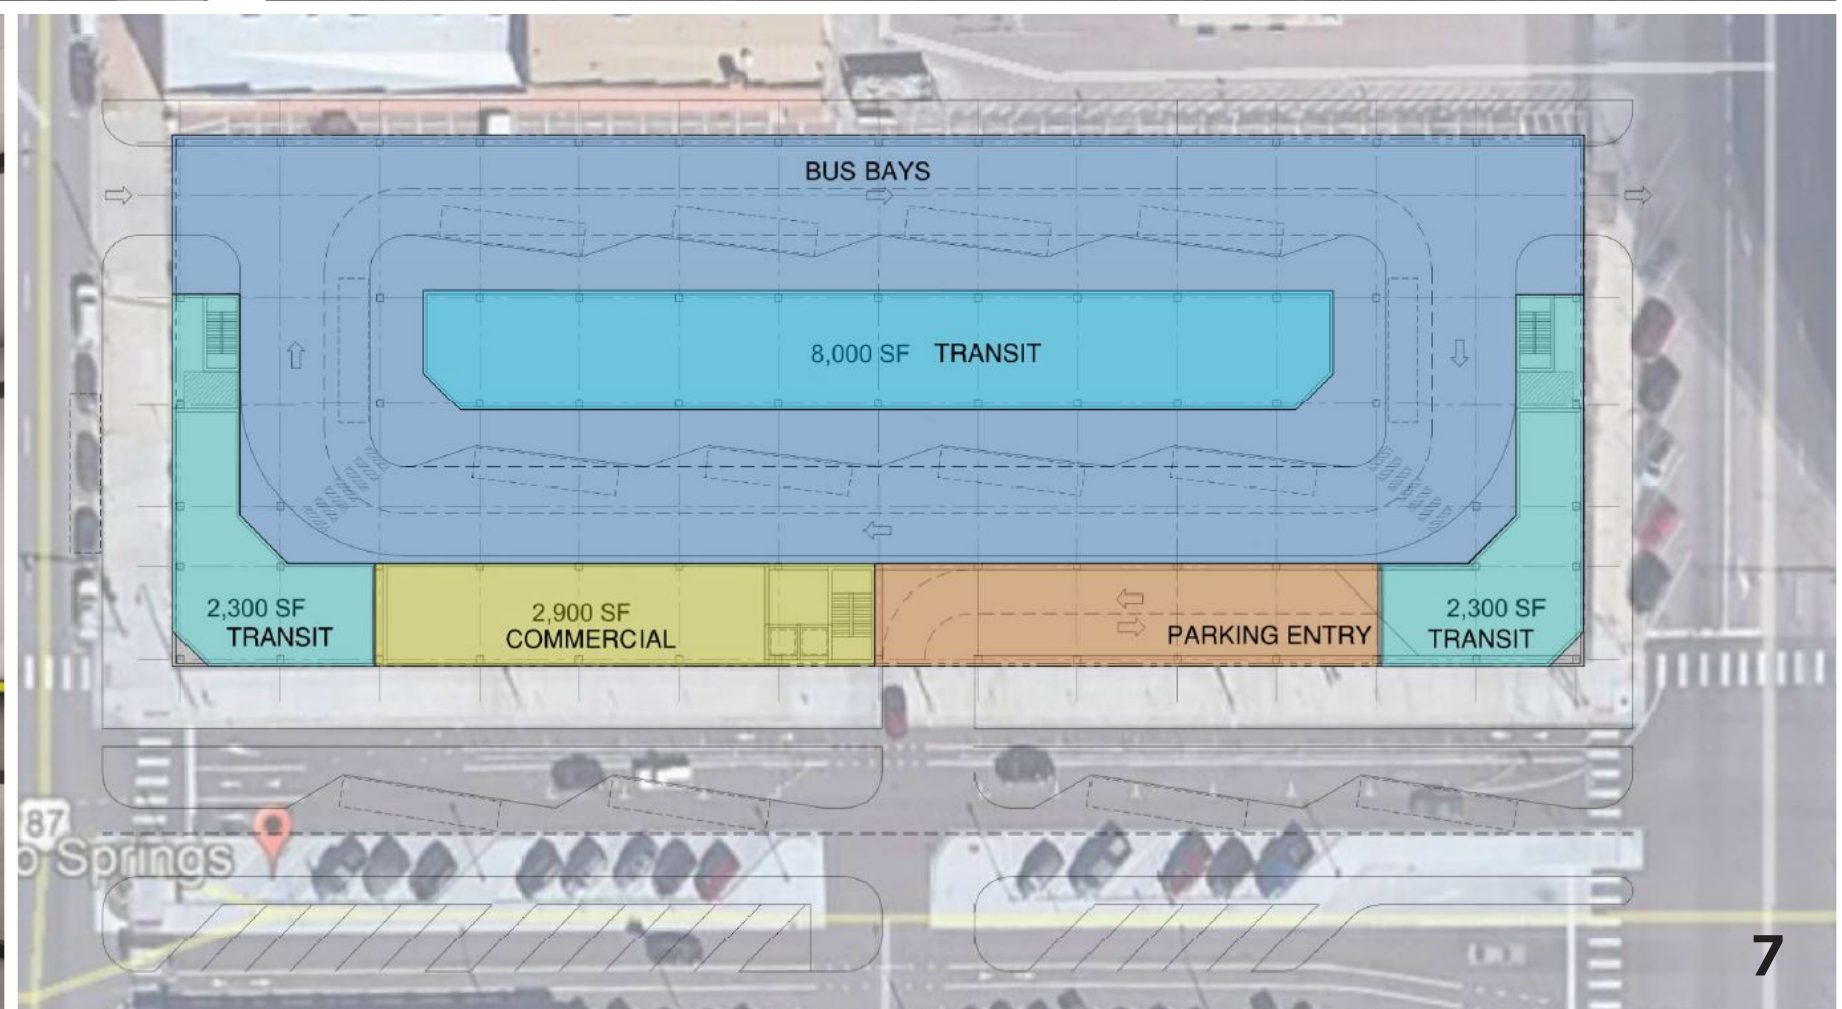 BUS BAYS
8,000 SF TRANSIT
2,300 SF
TRANSIT
2,900 SF
COMMERCIAL
PARKING ENTRY
2,300 SF
TRANSIT
87
o Springs
7